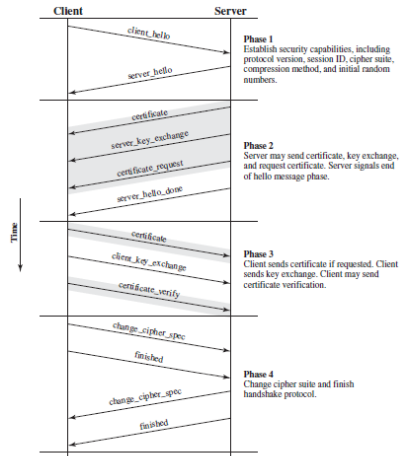 Client Server
client_hello
Phase 1
Establish security capabilities, including
protocol version, session ID, cipher suite,
compression method, and initial random
numbers.
server_hello
certificate
server_key_exchange
Phase 2
Server may send certificate, key exchange,
and request certificate. Server signals end
of hello message phase.
certificate_request
server_hello_done
Time
certificate
client_key_exchange
Phase 3
Client sends certificate if requested. Client
sends key exchange. Client may send
certificate verification.
certificate_verify
change_cipher_spec
finished
Phase 4
Change cipher suite and finish
handshake protocol.
change_cipher_spec
finished